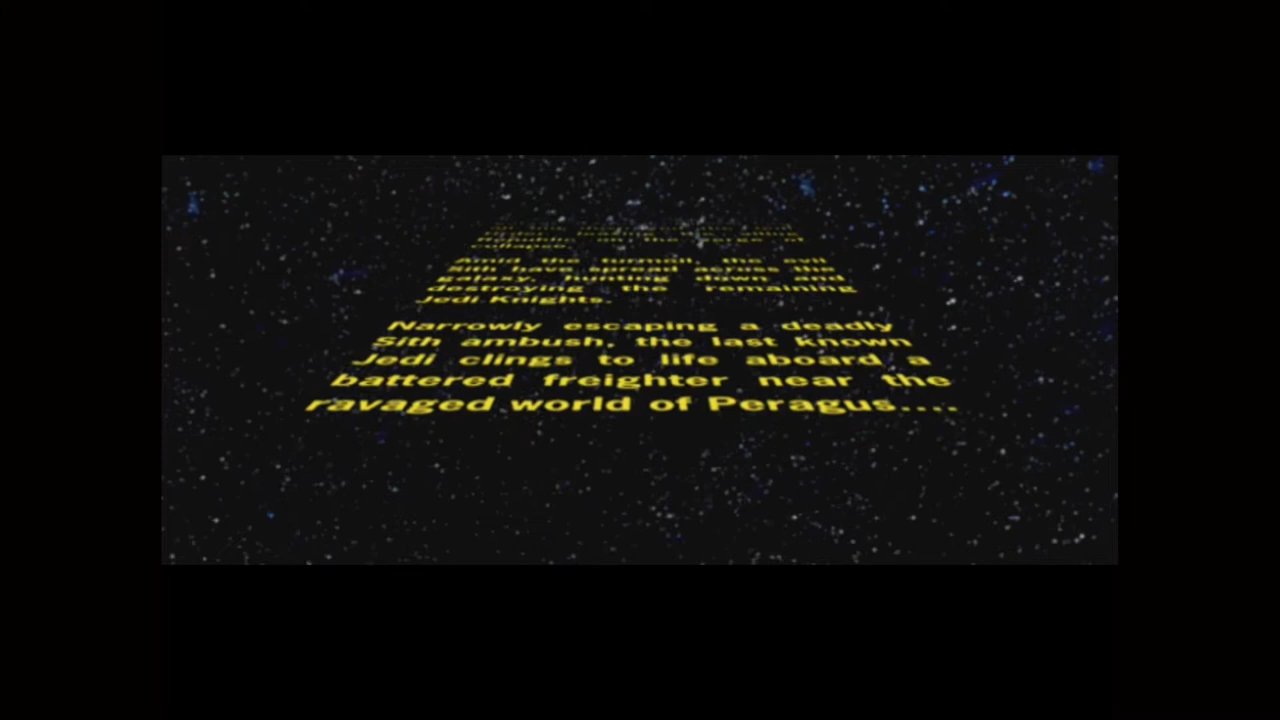 collapse.
Amid the turmoil, the evil
Sith have spread across the
galaxy, hunting down and
destroying the remaining
Jedi Knights.
Narrowly escaping a deadly
Sith ambush, the last known
Jedi clings to life aboard a
battered freighter near the
ravaged world of Peragus....